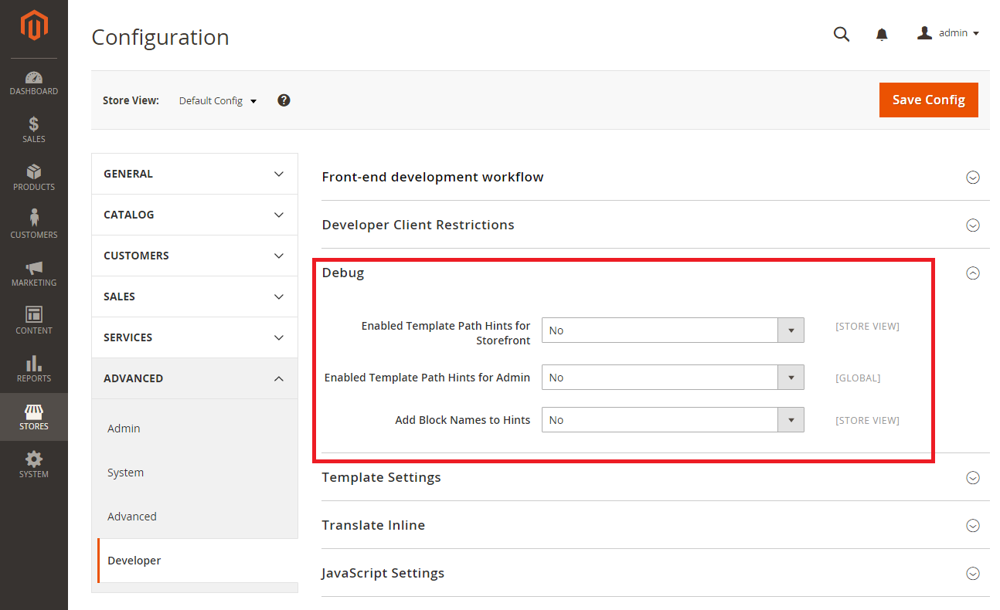 Configuration
admin
Store View: Default Config ?
Save Config
DASHBOARD
$
SALES
PRODUCTS
CUSTOMERS
MARKETING
CONTENT
REPORTS
STORES
SYSTEM
GENERAL
CATALOG
CUSTOMERS
SALES
SERVICES
ADVANCED
Admin
System
Advanced
Developer
Front-end development workflow
Developer Client Restrictions
Debug
Enabled Template Path Hints for
Storefront
No
[STORE VIEW]
Enabled Template Path Hints for Admin No [GLOBAL]
Add Block Names to Hints No [STORE VIEW]
Template Settings
Translate Inline
JavaScript Settings